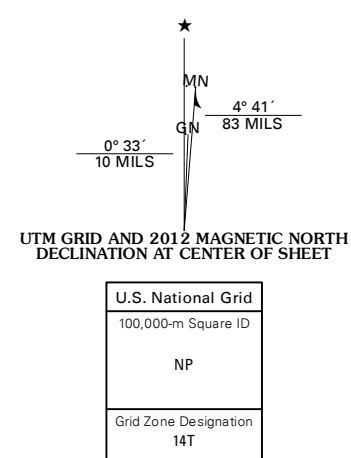 ★
MN
4° 41´
83 MILS
GN
0° 33´
10 MILS
UTM GRID AND 2012 MAGNETIC NORTH
DECLINATION AT CENTER OF SHEET
U.S. National Grid
100,000-m Square ID
NP
Grid Zone Designation
14T